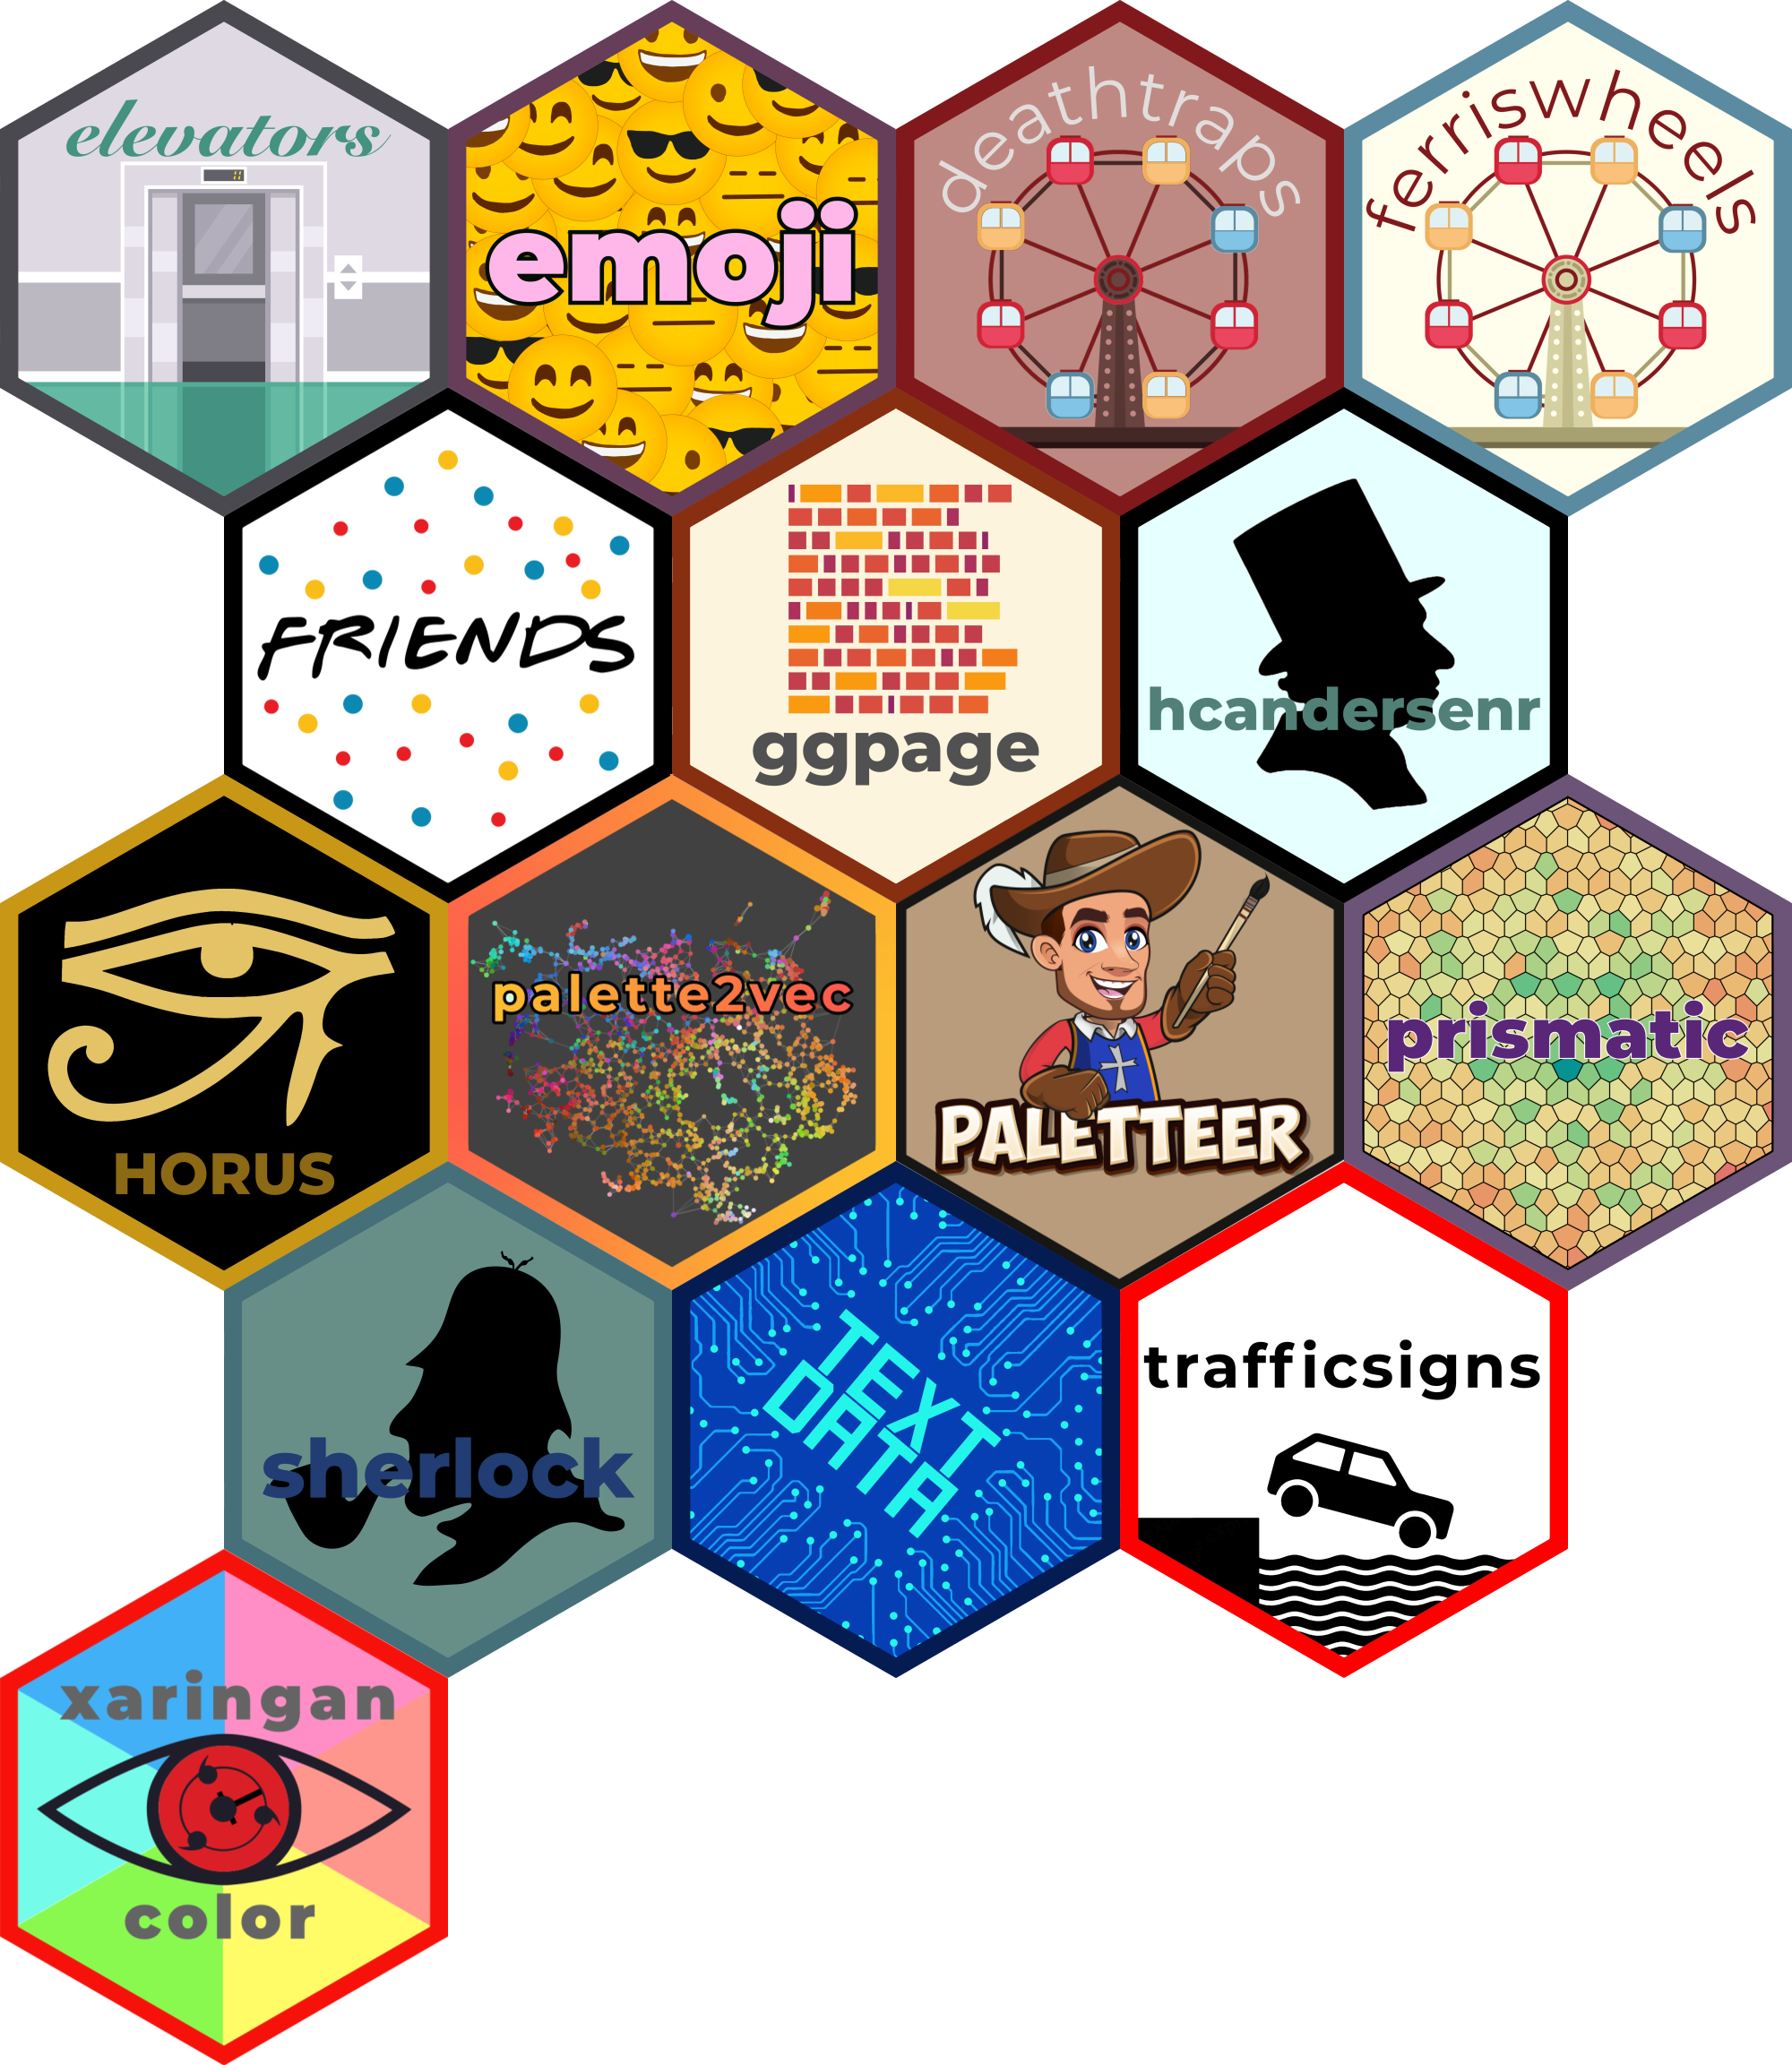 elevators
emoji
deathtraps
ferriswheels
FRIENDS
ggpage
hcandersenr
HORUS
palette2vec
PALETTEER
prismatic
sherlock
TEXT
DATA
trafficsigns
xaringan
color